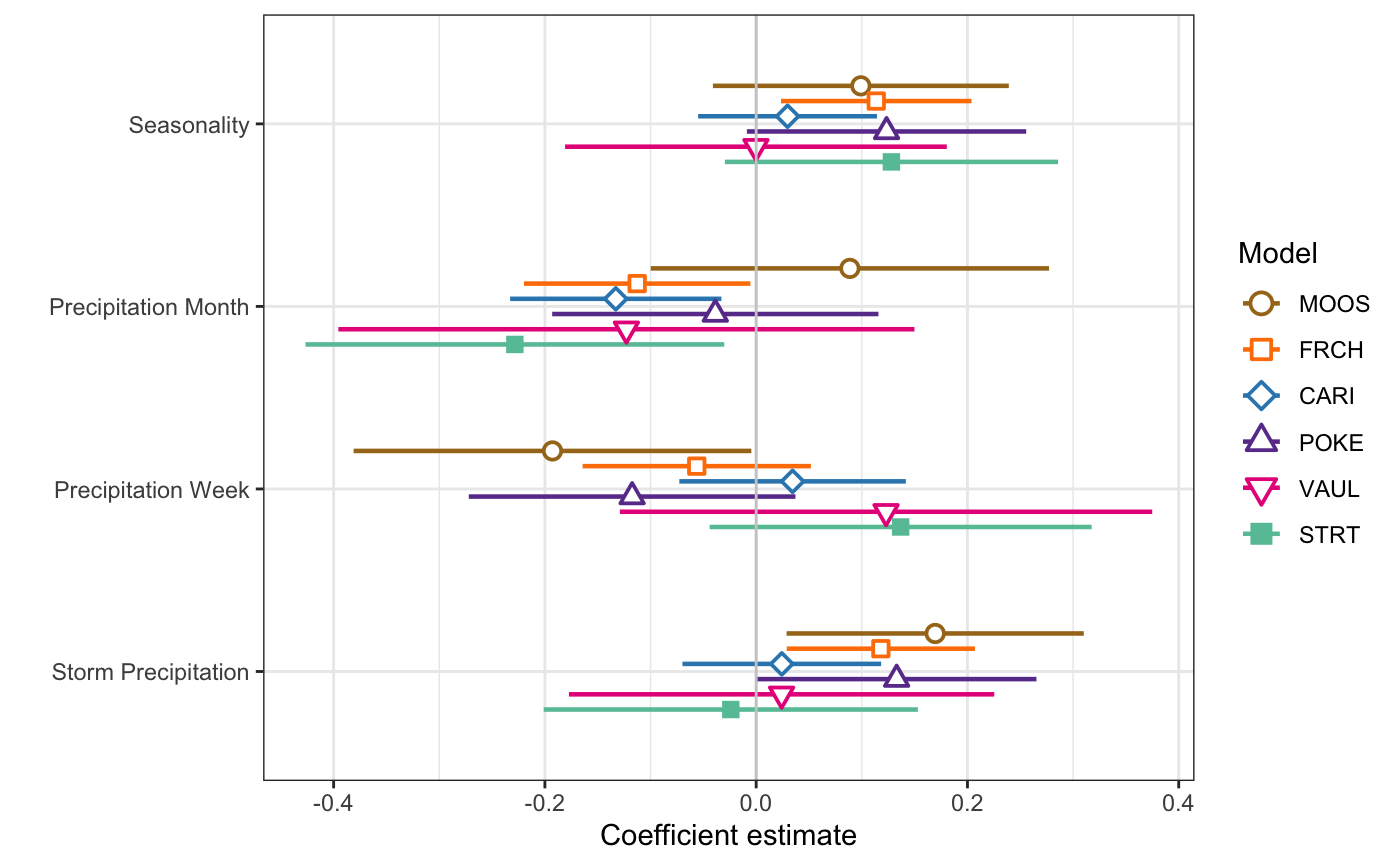 Seasonality
Precipitation Month
Precipitation Week
Storm Precipitation
-0.4
-0.2
0.0
0.2
0.4
Coefficient estimate
Model
MOOS
FRCH
CARI
POKE
VAUL
STRT